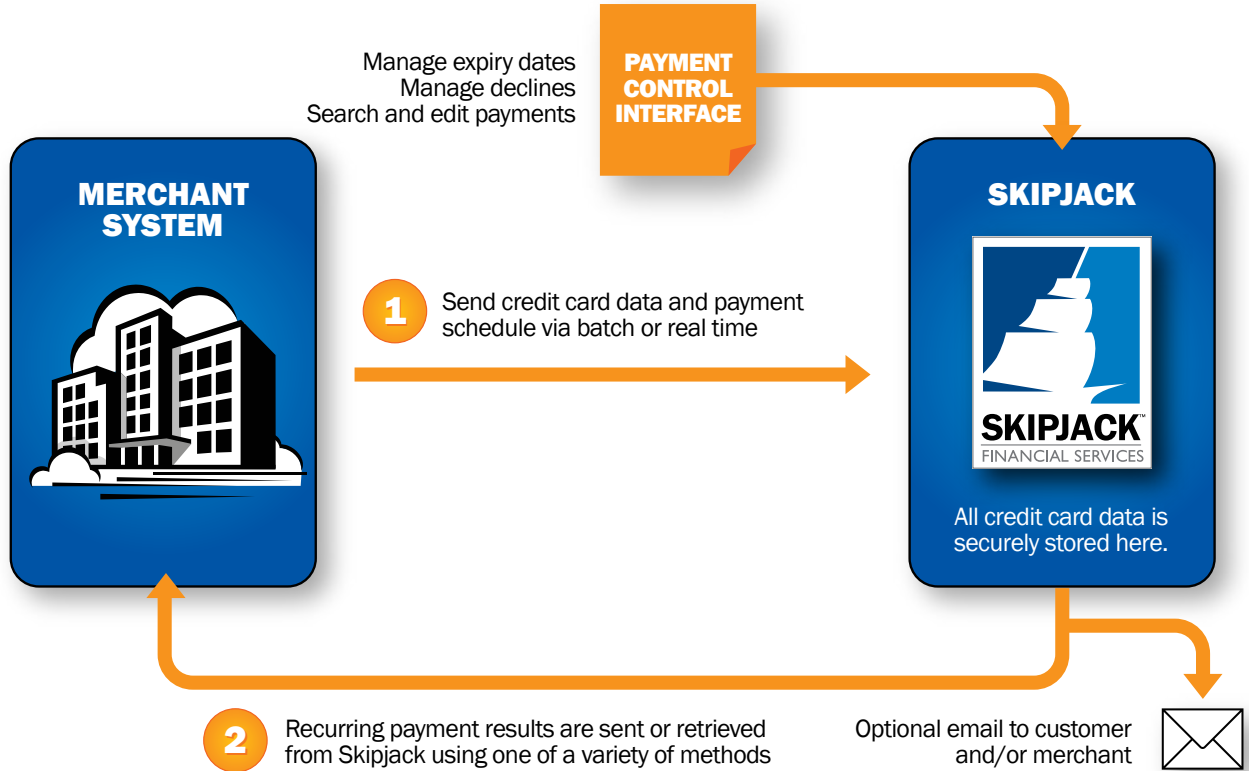 Manage expiry dates
Manage declines
Search and edit payments
PAYMENT
CONTROL
INTERFACE
MERCHANT
SYSTEM
SKIPJACK
1
Send credit card data and payment
schedule via batch or real time
SKIPJACK™
FINANCIAL SERVICES
All credit card data is
securely stored here.
2
Recurring payment results are sent or retrieved
from Skipjack using one of a variety of methods
Optional email to customer
and/or merchant